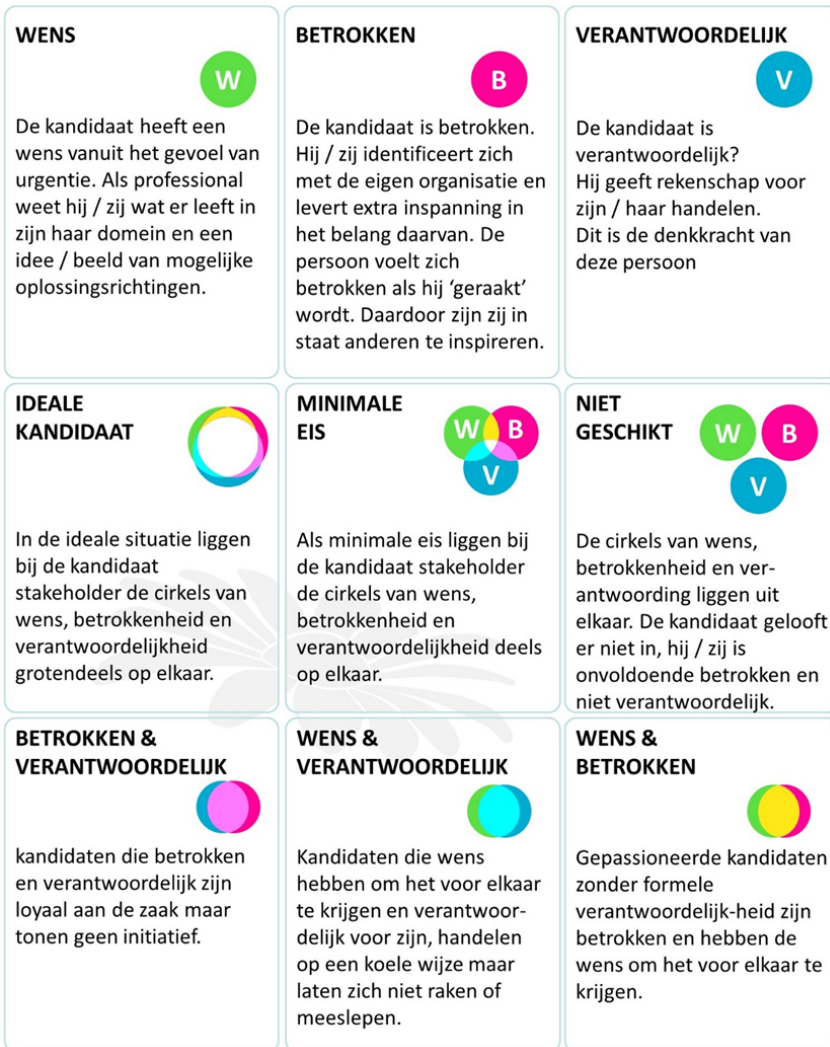 WENS
W
De kandidaat heeft een
wens vanuit het gevoel van
urgentie. Als professional
weet hij / zij wat er leeft in
zijn haar domein en een
idee / beeld van mogelijke
oplossingsrichtingen.
BETROKKEN
B
De kandidaat is betrokken.
Hij / zij identificeert zich
met de eigen organisatie en
levert extra inspanning in
het belang daarvan. De
persoon voelt zich
betrokken als hij ‘geraakt’
wordt. Daardoor zijn zij in
staat anderen te inspireren.
VERANTWOORDELIJK
V
De kandidaat is
verantwoordelijk?
Hij geeft rekenschap voor
zijn / haar handelen.
Dit is de denkkracht van
deze persoon
IDEALE
KANDIDAAT
In de ideale situatie liggen
bij de kandidaat
stakeholder de cirkels van
wens, betrokkenheid en
verantwoordelijkheid
grotendeels op elkaar.
MINIMALE
EIS
W B
V
Als minimale eis liggen bij
de kandidaat stakeholder
de cirkels van wens,
betrokkenheid en
verantwoordelijkheid deels
op elkaar.
NIET
GESCHIKT
W B
V
De cirkels van wens,
betrokkenheid en ver-
antwoording liggen uit
elkaar. De kandidaat gelooft
er niet in, hij / zij is
onvoldoende betrokken en
niet verantwoordelijk.
BETROKKEN &
VERANTWOORDELIJK
kandidaten die betrokken
en verantwoordelijk zijn
loyaal aan de zaak maar
tonen geen initiatief.
WENS &
VERANTWOORDELIJK
Kandidaten die wens
hebben om het voor elkaar
te krijgen en verantwoor-
delijk voor zijn, handelen
op een koele wijze maar
laten zich niet raken of
meeslepen.
WENS &
BETROKKEN
Gepassioneerde kandidaten
zonder formele
verantwoordelijk-heid zijn
betrokken en hebben de
wens om het voor elkaar te
krijgen.